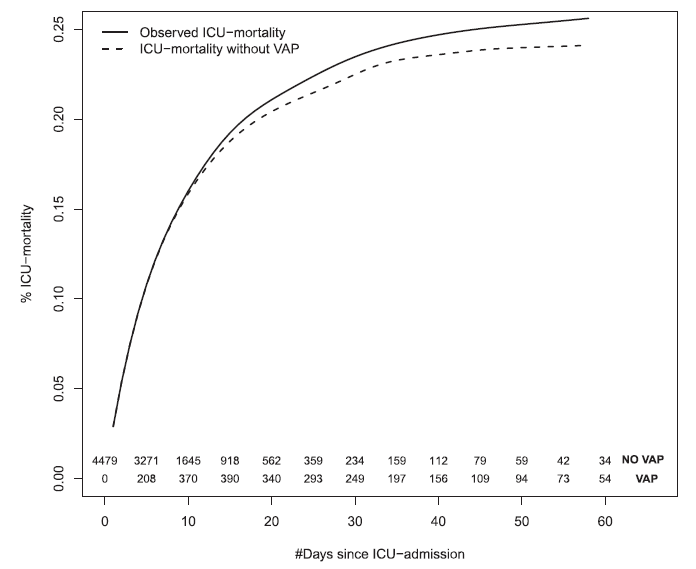 Observed ICU−mortality
ICU−mortality without VAP
% ICU−mortality
0.25
0.20
0.15
0.10
0.05
0.00
4479 3271 1645 918 562 359 234 159 112 79 59 42 34 NO VAP
0 208 370 390 340 293 249 197 156 109 94 73 54 VAP
0 10 20 30 40 50 60
#Days since ICU−admission